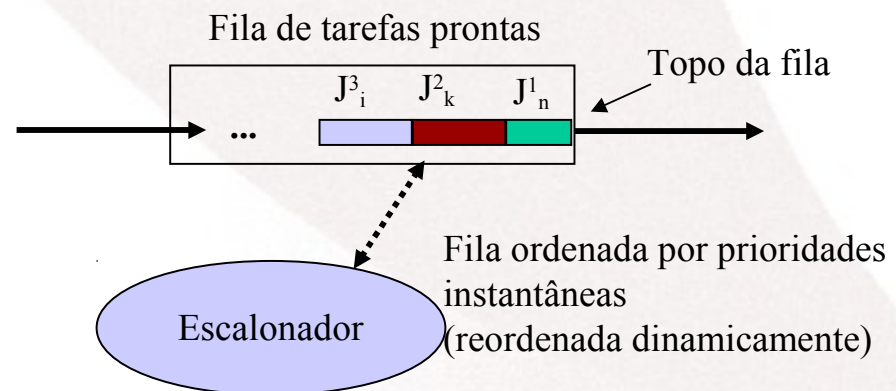 Fila de tarefas prontas
Topo da fila
J³ᵢ J²ₖ J¹ₙ
...
Fila ordenada por prioridades
instantâneas
(reordenada dinamicamente)
Escalonador